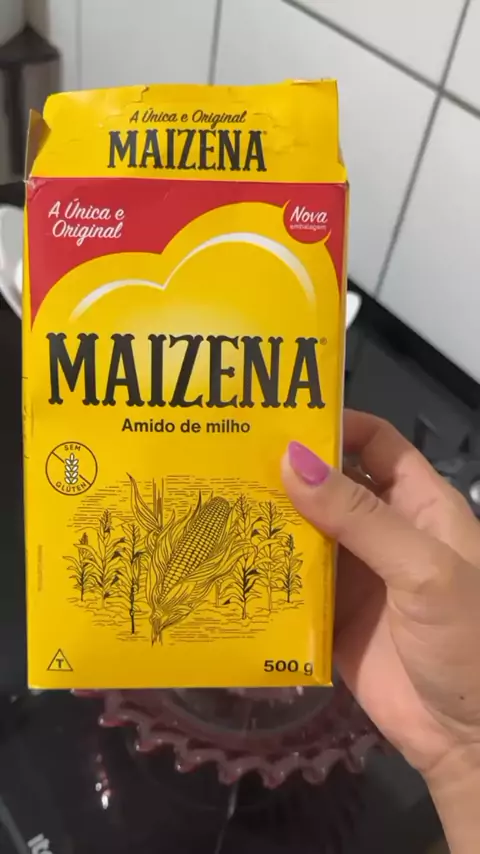 A Única e Original
MAIZENA
A Única e
Original
Nova
embalagem
MAIZENA®
Amido de milho
SEM
GLÚTEN
T
500 g